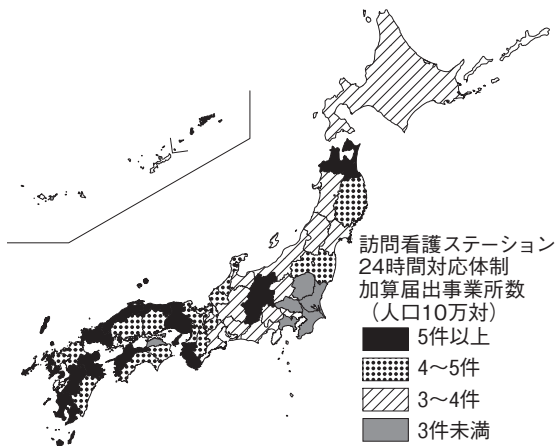 訪問看護ステーション
24時間対応体制
加算届出事業所数
(人口10万対)
5件以上
4～5件
3～4件
3件未満